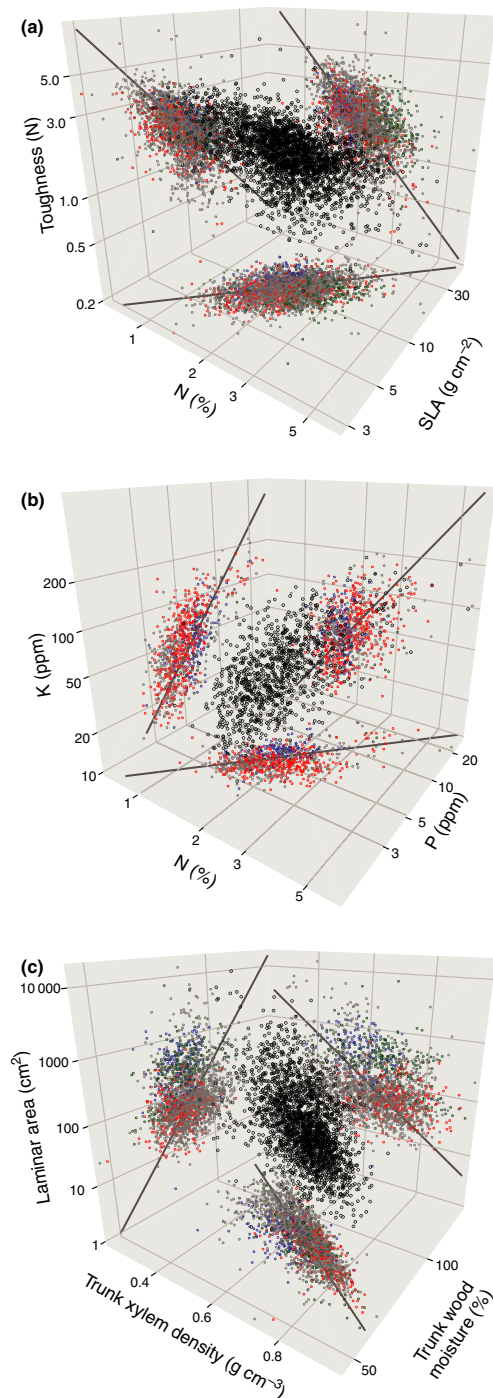 (a)
5.0
3.0
1.0
0.5
0.2
Toughness (N)
1
2
3
5
N (%)
3
5
10
30
SLA (g cm⁻²)
(b)
200
100
50
20
10
K (ppm)
1
2
3
5
N (%)
3
5
10
20
P (ppm)
(c)
10 000
1000
100
10
1
Laminar area (cm²)
0.4
0.6
0.8
Trunk xylem density (g cm⁻³)
50
100
Trunk wood
moisture (%)